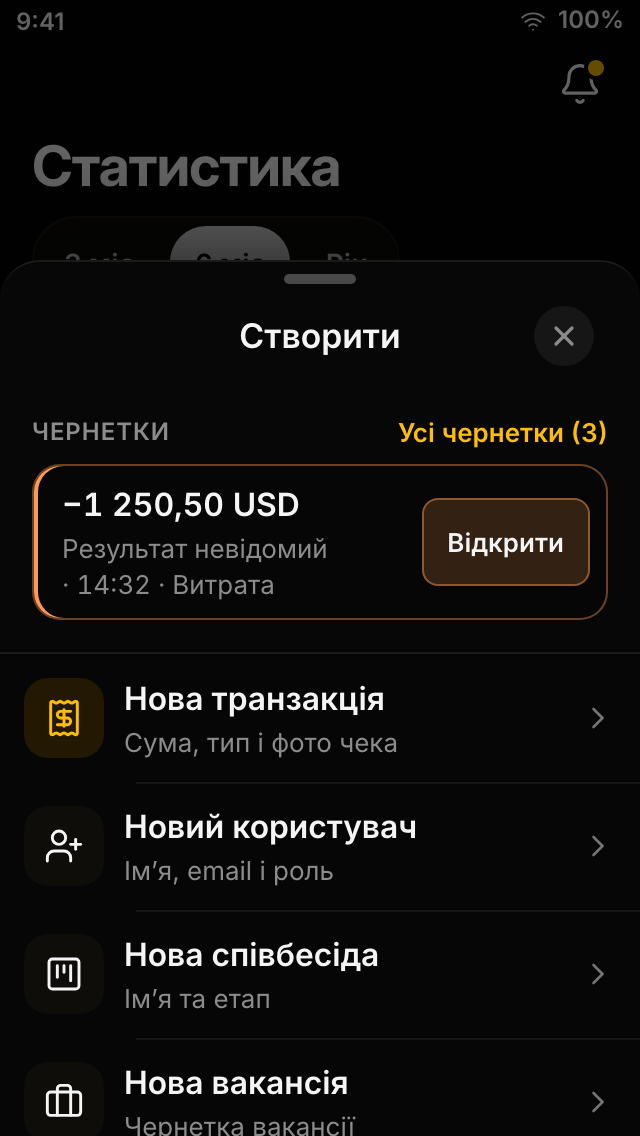 9:41
100%
Статистика
Створити
ЧЕРНЕТКИ
Усі чернетки (3)
−1 250,50 USD
Результат невідомий
· 14:32 · Витрата
Відкрити
Нова транзакція
Сума, тип і фото чека
Новий користувач
Ім’я, email і роль
Нова співбесіда
Ім’я та етап
Нова вакансія
Чернетка вакансії